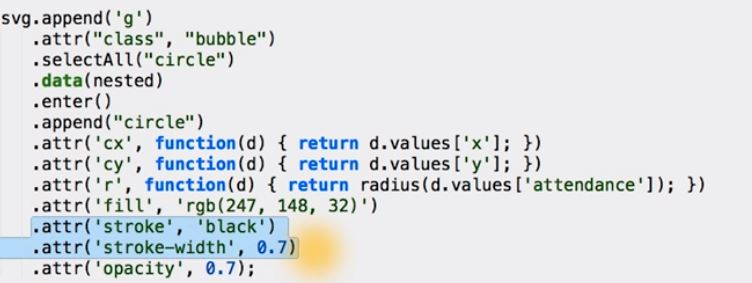 svg.append('g')
.attr("class", "bubble")
.selectAll("circle")
.data(nested)
.enter()
.append("circle")
.attr('cx', function(d) { return d.values['x']; })
.attr('cy', function(d) { return d.values['y']; })
.attr('r', function(d) { return radius(d.values['attendance']); })
.attr('fill', 'rgb(247, 148, 32)')
.attr('stroke', 'black')
.attr('stroke-width', 0.7)
.attr('opacity', 0.7);